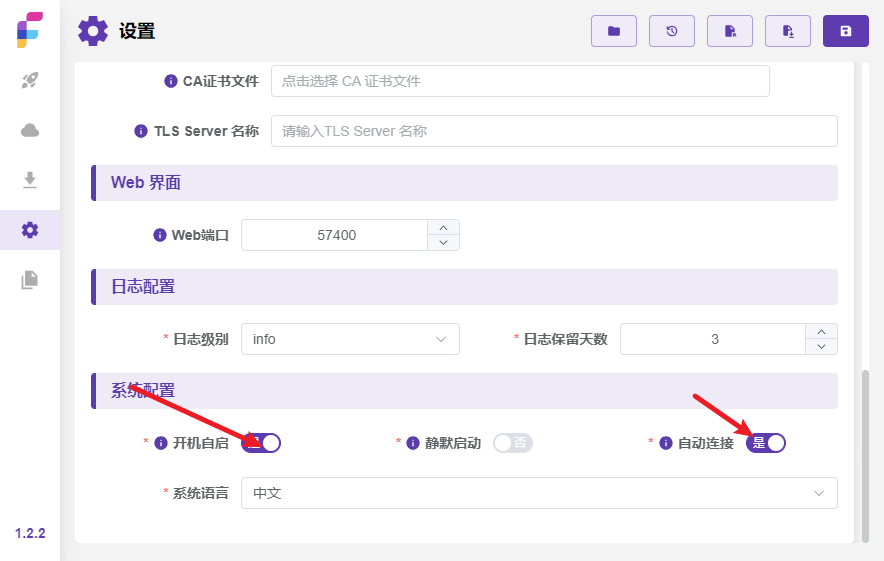 设置
CA证书文件 点击选择 CA 证书文件
TLS Server 名称 请输入TLS Server 名称
Web 界面
Web端口 57400
日志配置
* 日志级别 info * 日志保留天数 3
系统配置
* 开机自启 * 静默启动 否 * 自动连接 是
* 系统语言 中文
1.2.2